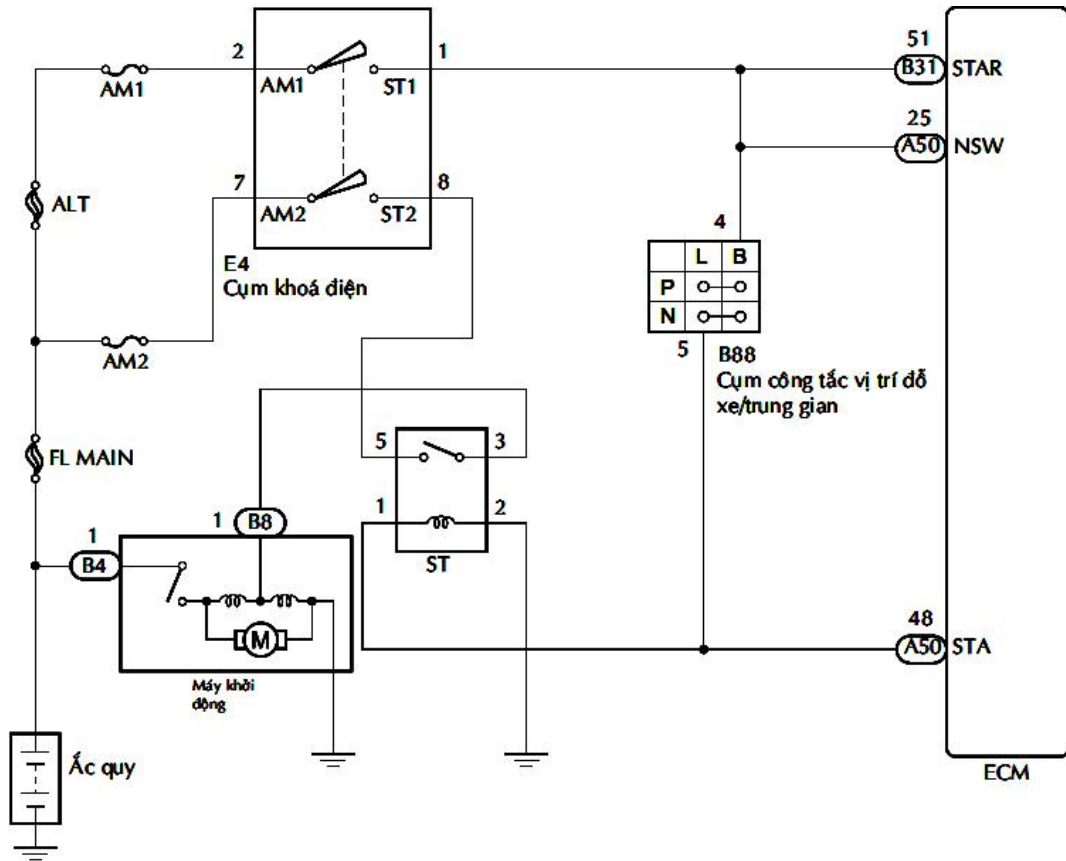 2
1
51
B31
STAR
AM1
AM1
ST1
25
A50
NSW
7
8
AM2
ST2
ALT
4
L B
P
N
E4
Cụm khoá điện
AM2
5
B88
Cụm công tắc vị trí đỗ
xe/trung gian
FL MAIN
5
3
1
2
ST
1
B8
1
B4
M
Máy khởi
động
48
A50
STA
Ắc quy
ECM